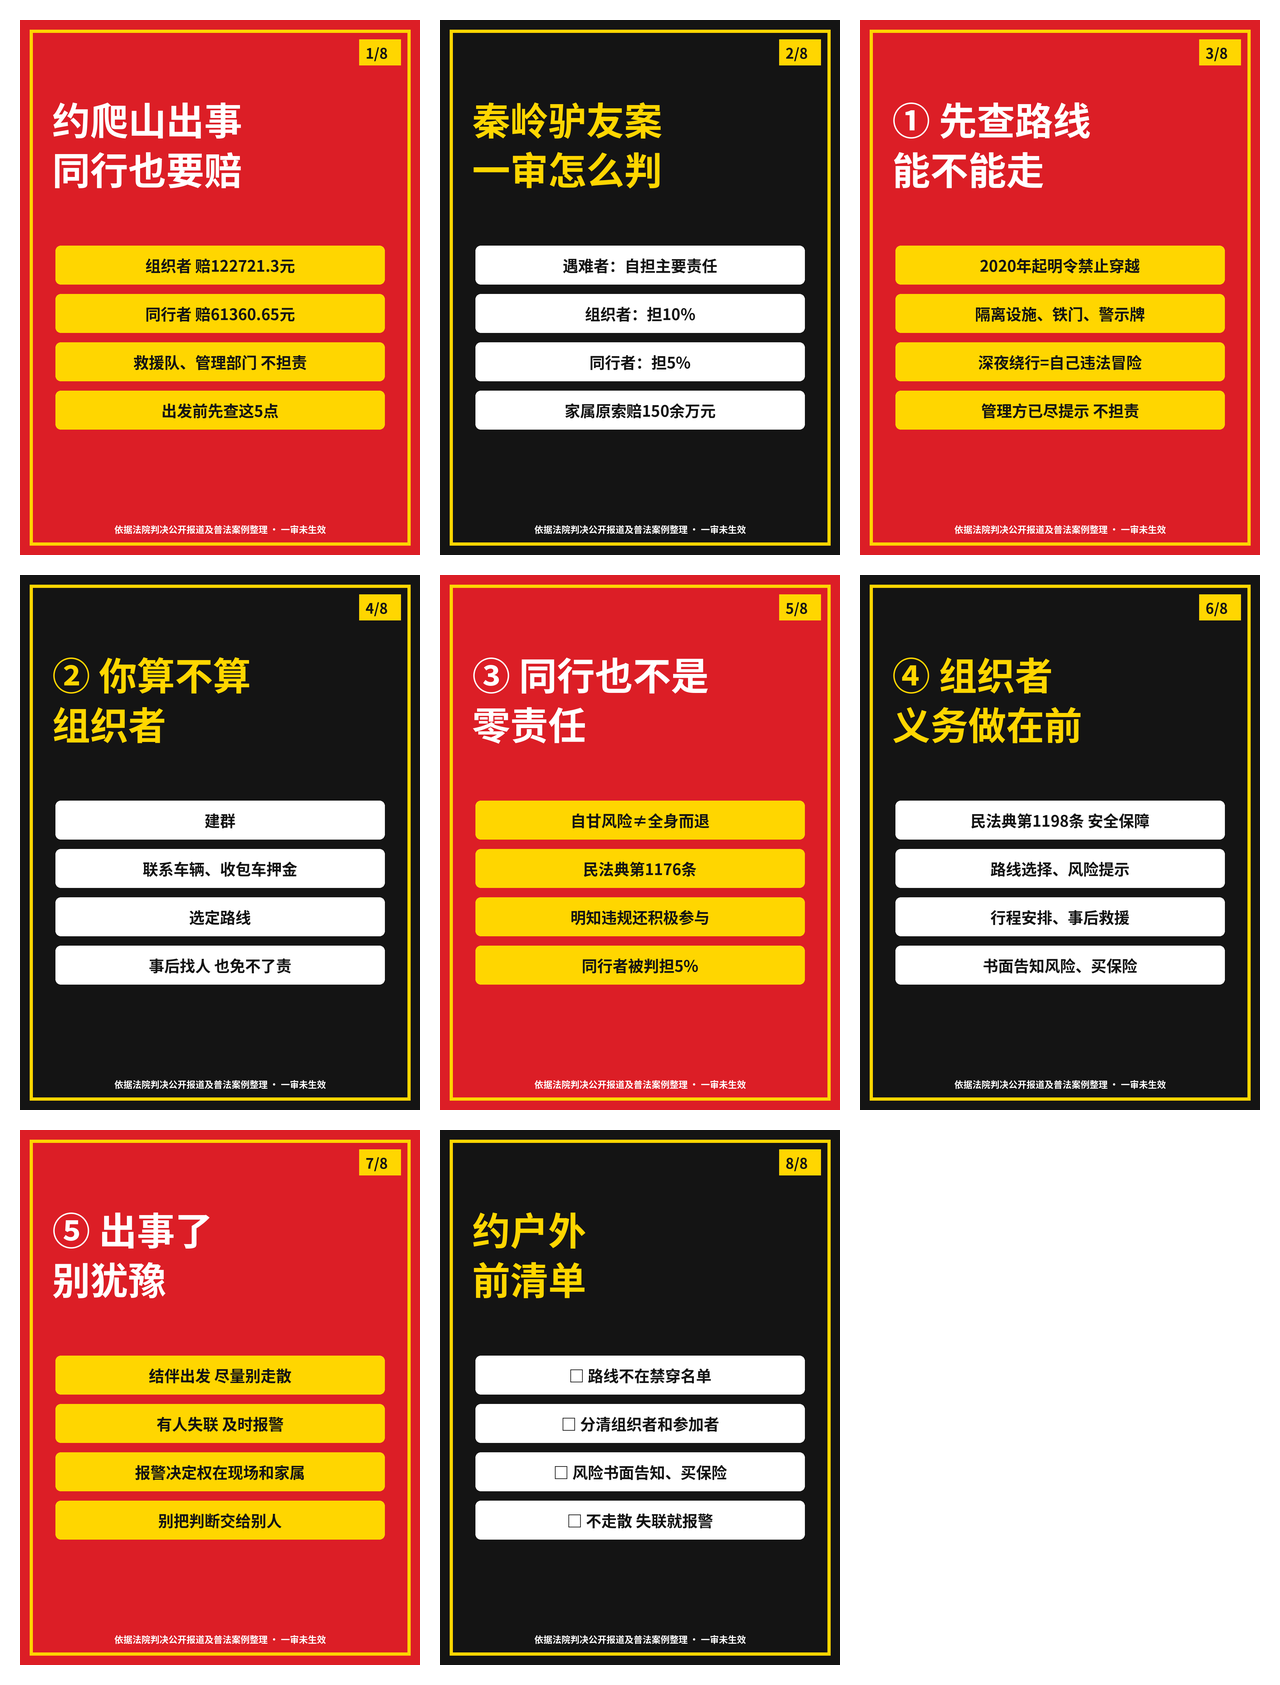 1/8
约爬山出事
同行也要赔
组织者 赔122721.3元
同行者 赔61360.65元
救援队、管理部门 不担责
出发前先查这5点
依据法院判决公开报道及普法案例整理 · 一审未生效
2/8
秦岭驴友案
一审怎么判
遇难者：自担主要责任
组织者：担10%
同行者：担5%
家属原索赔150余万元
依据法院判决公开报道及普法案例整理 · 一审未生效
3/8
① 先查路线
能不能走
2020年起明令禁止穿越
隔离设施、铁门、警示牌
深夜绕行=自己违法冒险
管理方已尽提示 不担责
依据法院判决公开报道及普法案例整理 · 一审未生效
4/8
② 你算不算
组织者
建群
联系车辆、收包车押金
选定路线
事后找人 也免不了责
依据法院判决公开报道及普法案例整理 · 一审未生效
5/8
③ 同行也不是
零责任
自甘风险≠全身而退
民法典第1176条
明知违规还积极参与
同行者被判担5%
依据法院判决公开报道及普法案例整理 · 一审未生效
6/8
④ 组织者
义务做在前
民法典第1198条 安全保障
路线选择、风险提示
行程安排、事后救援
书面告知风险、买保险
依据法院判决公开报道及普法案例整理 · 一审未生效
7/8
⑤ 出事了
别犹豫
结伴出发 尽量别走散
有人失联 及时报警
报警决定权在现场和家属
别把判断交给别人
依据法院判决公开报道及普法案例整理 · 一审未生效
8/8
约户外
前清单
□ 路线不在禁穿名单
□ 分清组织者和参加者
□ 风险书面告知、买保险
□ 不走散 失联就报警
依据法院判决公开报道及普法案例整理 · 一审未生效